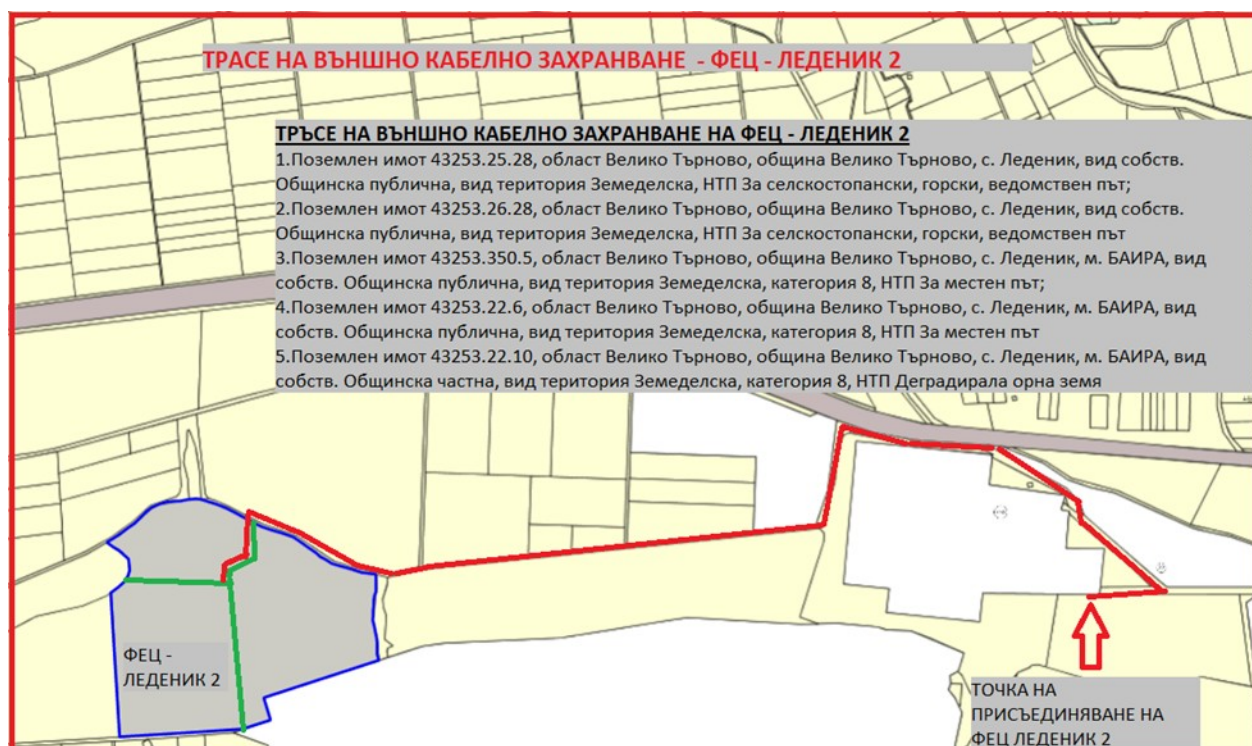 ТРАСЕ НА ВЪНШНО КАБЕЛНО ЗАХРАНВАНЕ - ФЕЦ - ЛЕДЕНИК 2
ТРЪСЕ НА ВЪНШНО КАБЕЛНО ЗАХРАНВАНЕ НА ФЕЦ - ЛЕДЕНИК 2
1.Поземлен имот 43253.25.28, област Велико Търново, община Велико Търново, с. Леденик, вид собств.
Общинска публична, вид територия Земеделска, НТП За селскостопански, горски, ведомствен път;
2.Поземлен имот 43253.26.28, област Велико Търново, община Велико Търново, с. Леденик, вид собств.
Общинска публична, вид територия Земеделска, НТП За селскостопански, горски, ведомствен път
3.Поземлен имот 43253.350.5, област Велико Търново, община Велико Търново, с. Леденик, м. БАИРА, вид
собств. Общинска публична, вид територия Земеделска, категория 8, НТП За местен път;
4.Поземлен имот 43253.22.6, област Велико Търново, община Велико Търново, с. Леденик, м. БАИРА, вид
собств. Общинска публична, вид територия Земеделска, категория 8, НТП За местен път
5.Поземлен имот 43253.22.10, област Велико Търново, община Велико Търново, с. Леденик, м. БАИРА, вид
собств. Общинска частна, вид територия Земеделска, категория 8, НТП Деградирала орна земя
ФЕЦ -
ЛЕДЕНИК 2
ТОЧКА НА
ПРИСЪЕДИНЯВАНЕ НА
ФЕЦ ЛЕДЕНИК 2